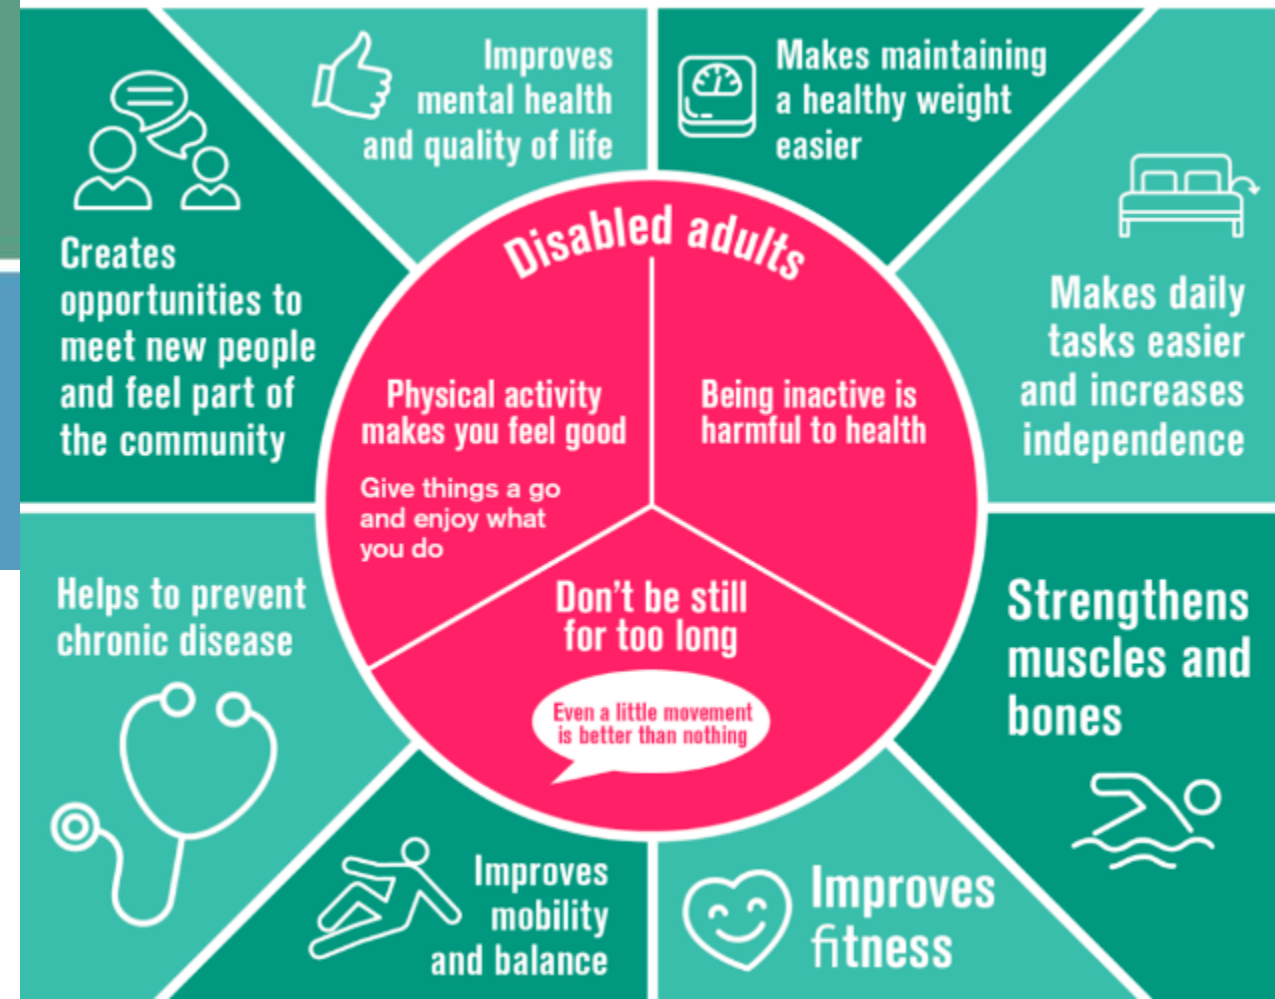 Improves
mental health
and quality of life
Makes maintaining
a healthy weight
easier
Creates
opportunities to
meet new people
and feel part of
the community
Makes daily
tasks easier
and increases
independence
Disabled adults
Physical activity
makes you feel good
Give things a go
and enjoy what
you do
Being inactive is
harmful to health
Don't be still
for too long
Even a little movement
is better than nothing
Helps to prevent
chronic disease
Strengthens
muscles and
bones
Improves
mobility
and balance
Improves
fitness